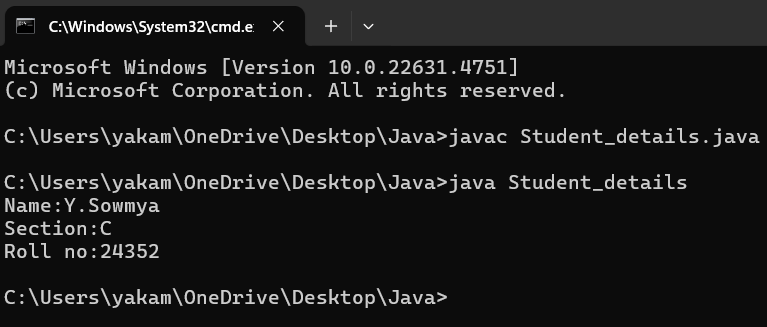 C:\Windows\System32\cmd.e
Microsoft Windows [Version 10.0.22631.4751]
(c) Microsoft Corporation. All rights reserved.
C:\Users\yakam\OneDrive\Desktop\Java>javac Student_details.java
C:\Users\yakam\OneDrive\Desktop\Java>java Student_details
Name:Y.Sowmya
Section:C
Roll no:24352
C:\Users\yakam\OneDrive\Desktop\Java>